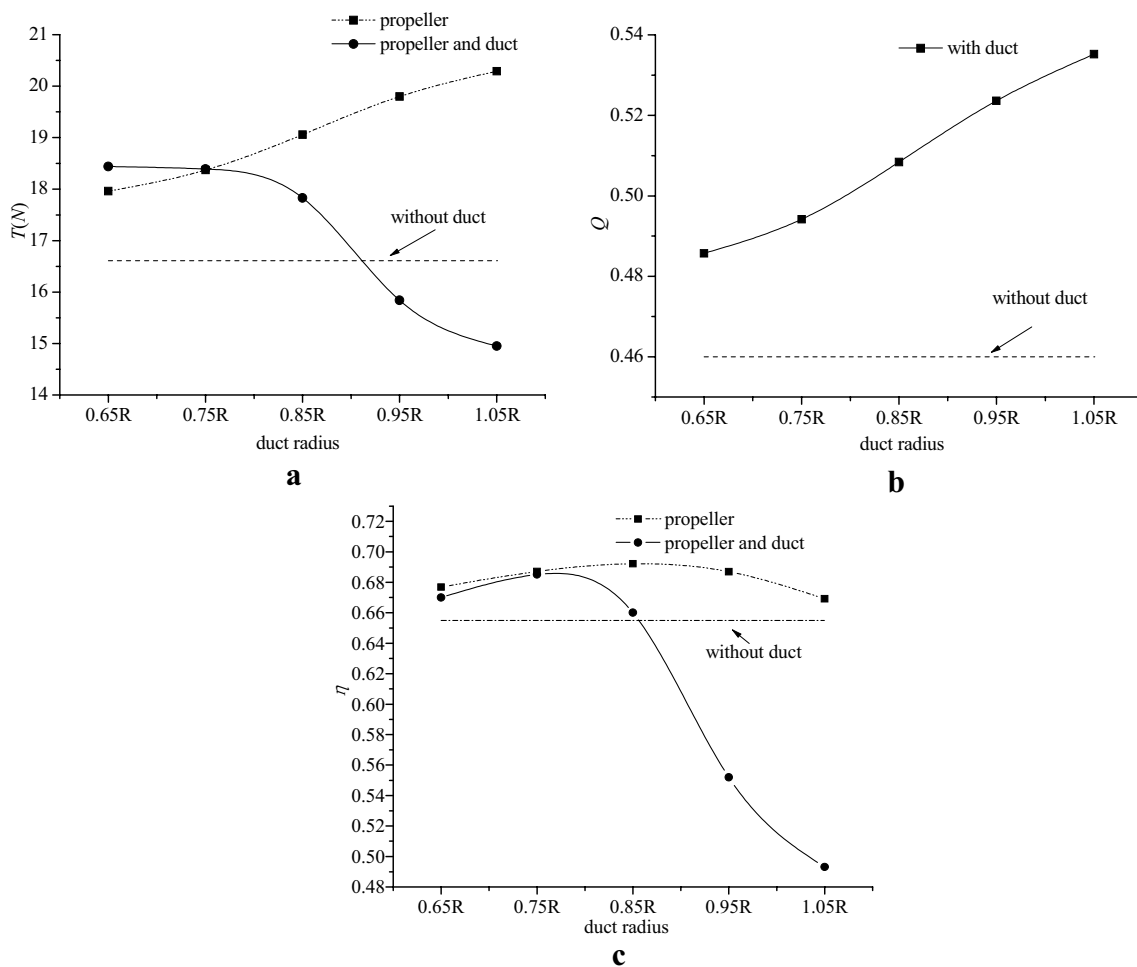 propeller
propeller and duct
21
20
19
18
17
16
15
14
T(N)
without duct
0.65R 0.75R 0.85R 0.95R 1.05R
duct radius
a
with duct
0.54
0.52
0.50
0.48
0.46
Q
without duct
0.65R 0.75R 0.85R 0.95R 1.05R
duct radius
b
propeller
propeller and duct
0.72
0.70
0.68
0.66
0.64
0.62
0.60
0.58
0.56
0.54
0.52
0.50
0.48
η
without duct
0.65R 0.75R 0.85R 0.95R 1.05R
duct radius
c